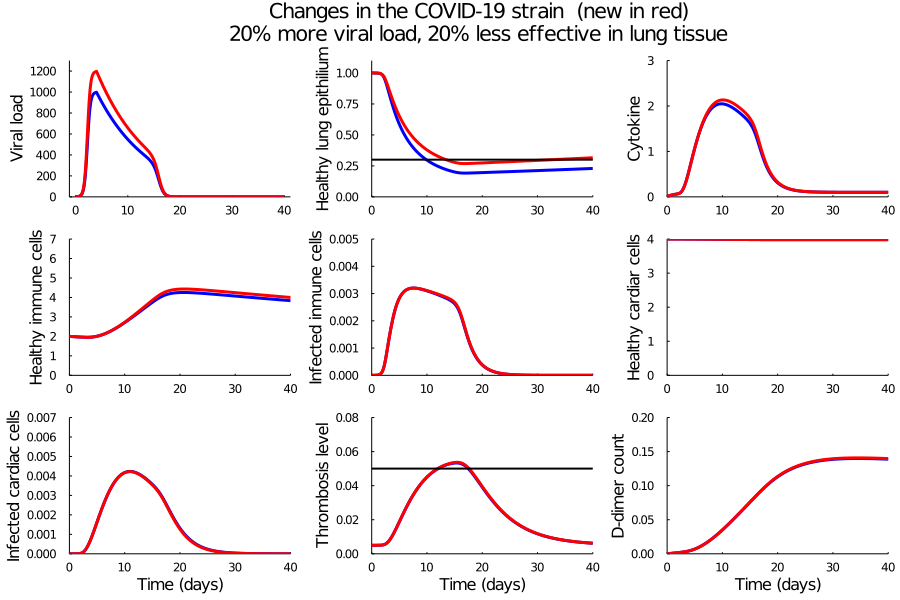 Changes in the COVID-19 strain  (new in red)
20% more viral load, 20% less effective in lung tissue
Viral load
1200
1000
800
600
400
200
0
0 10 20 30 40
Healthy lung epithilium
1.00
0.75
0.50
0.25
0.00
0 10 20 30 40
Cytokine
3
2
1
0
0 10 20 30 40
Healthy immune cells
7
6
5
4
3
2
1
0
0 10 20 30 40
Infected inmune cells
0.005
0.004
0.003
0.002
0.001
0.000
0 10 20 30 40
Healthy cardiar cells
4
3
2
1
0
0 10 20 30 40
Infected cardiac cells
0.007
0.006
0.005
0.004
0.003
0.002
0.001
0.000
0 10 20 30 40
Time (days)
Thrombosis level
0.08
0.06
0.04
0.02
0.00
0 10 20 30 40
Time (days)
D-dimer count
0.20
0.15
0.10
0.05
0.00
0 10 20 30 40
Time (days)